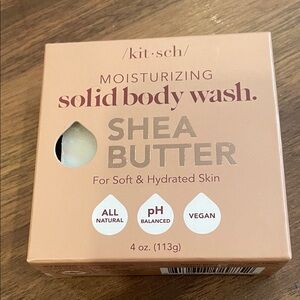 /kit·sch/
MOISTURIZING
solid body wash.
SHEA
BUTTER
For Soft & Hydrated Skin
ALL
NATURAL
pH
BALANCED
VEGAN
4 oz. (113g)